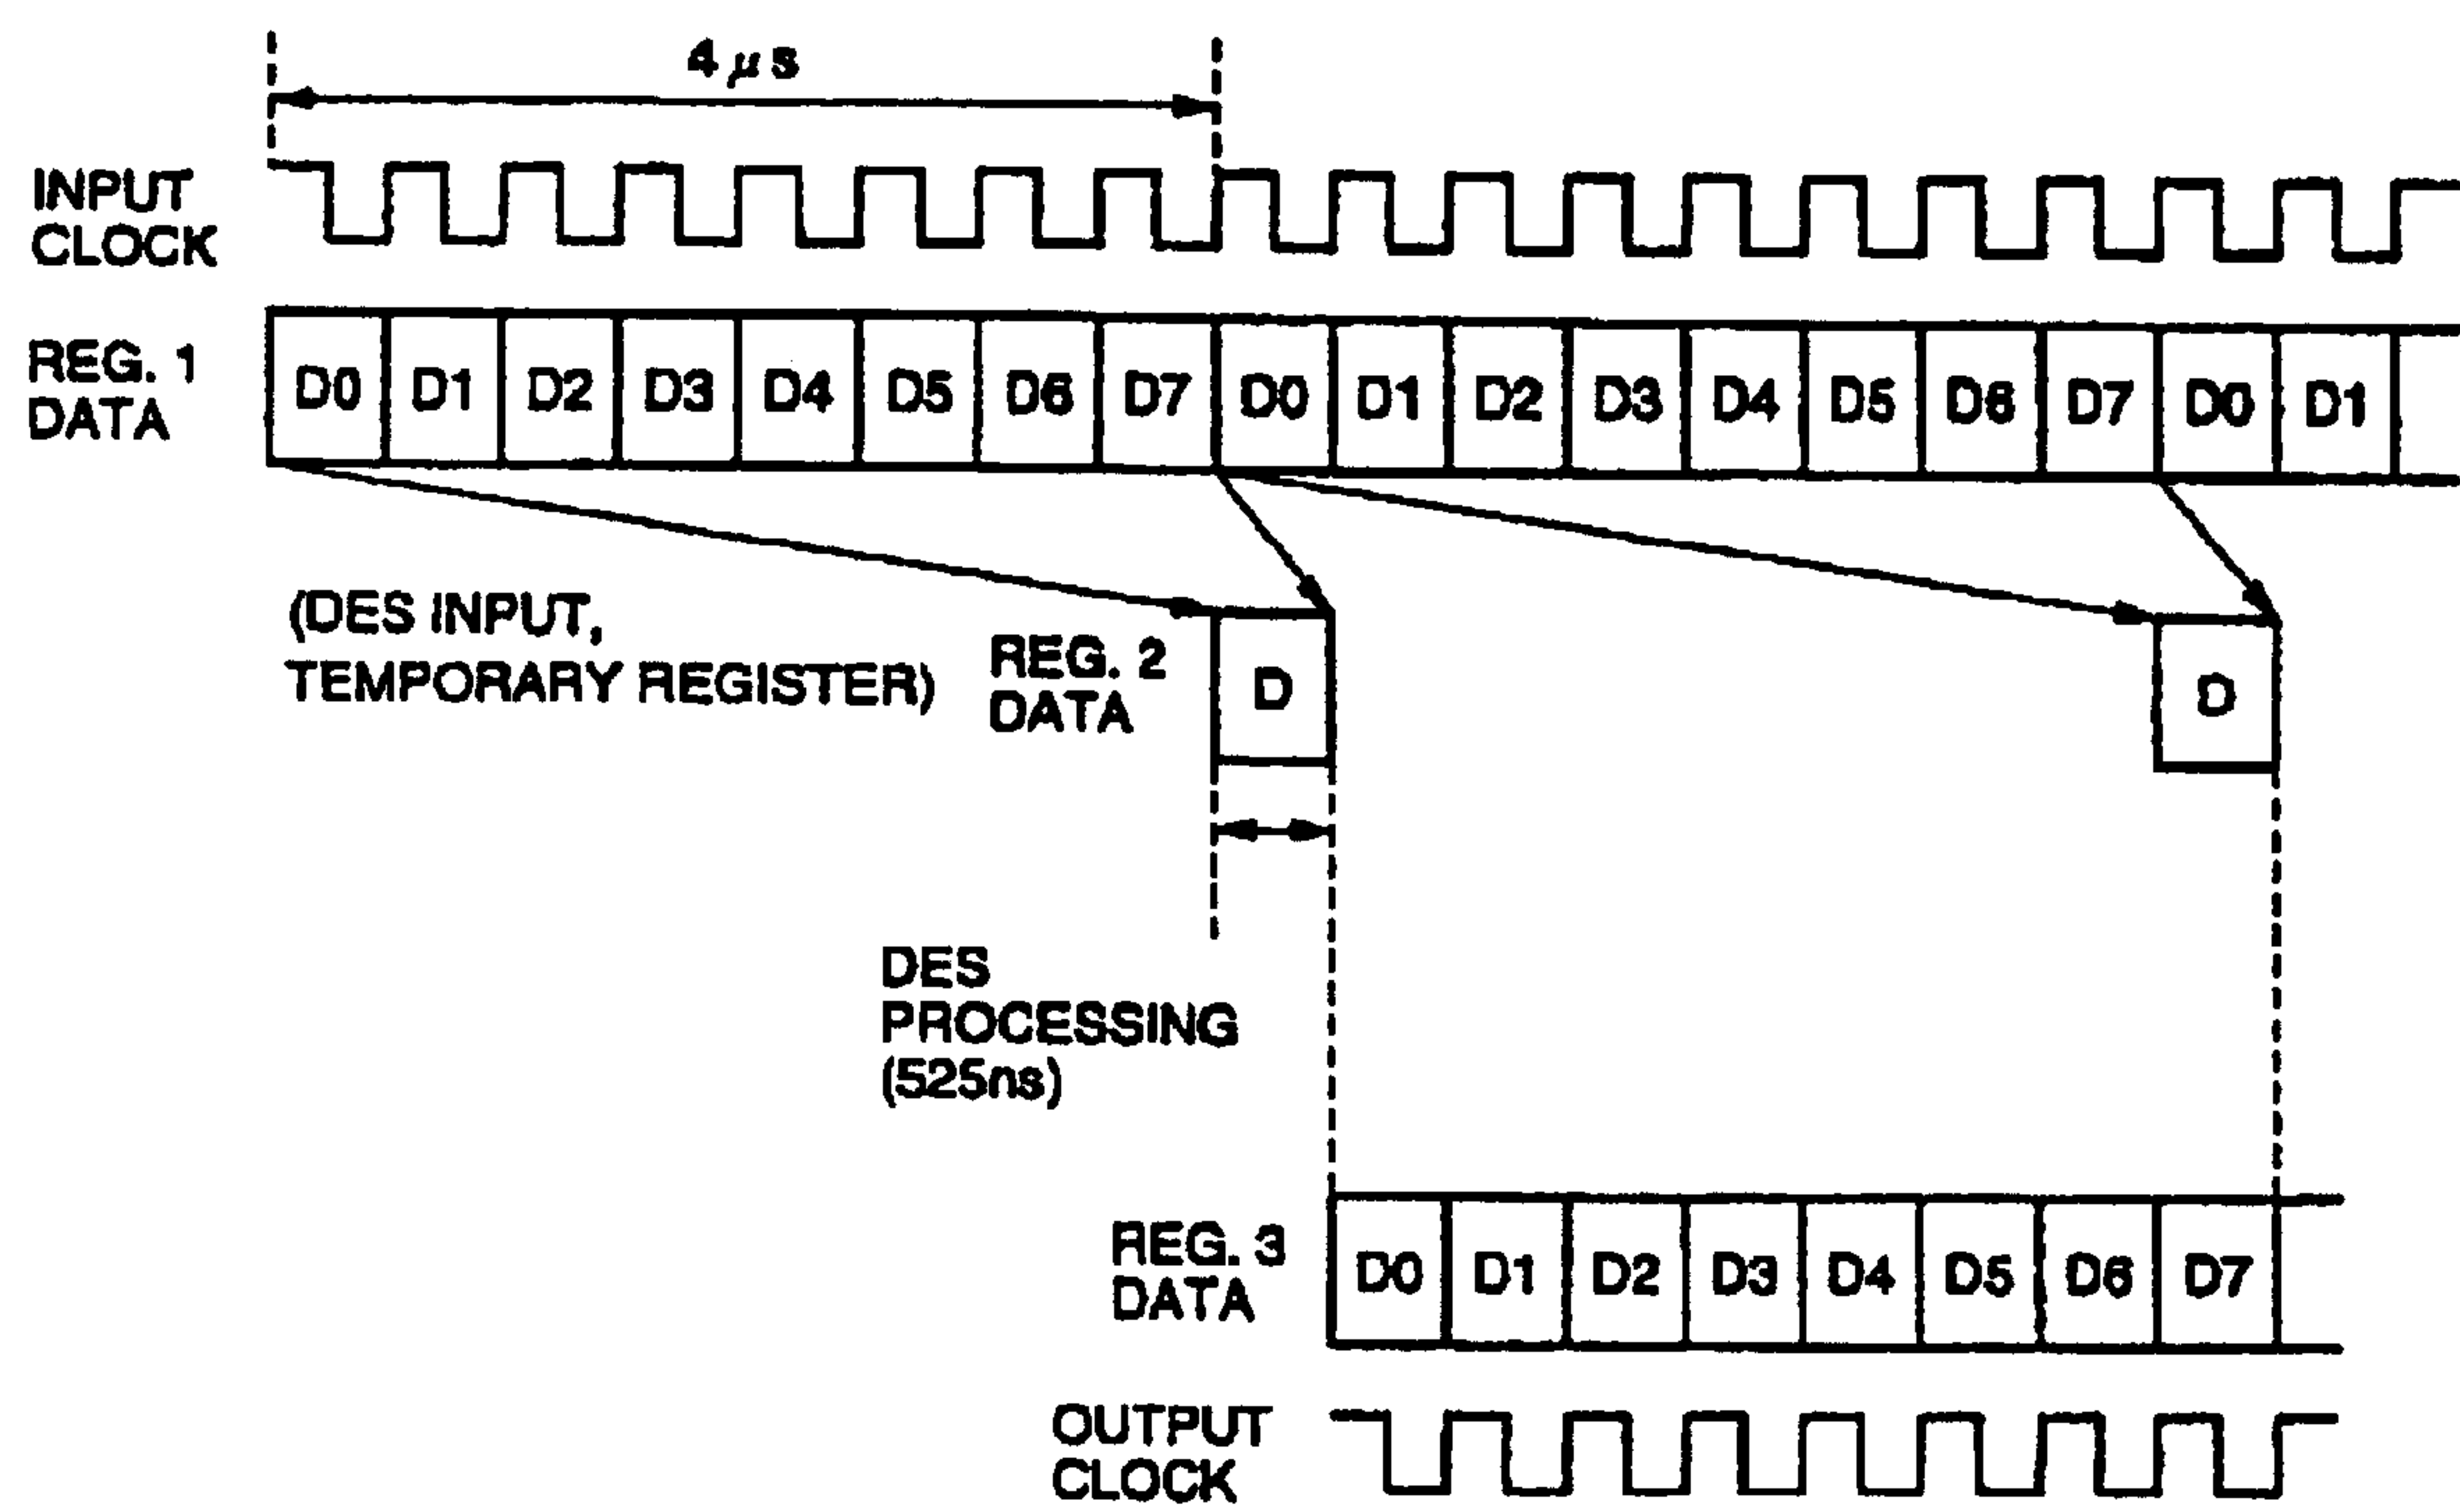 4 μs
INPUT
CLOCK
REG. 1
DATA
D0 D1 D2 D3 D4 D5 D6 D7 D0 D1 D2 D3 D4 D5 D6 D7 D0 D1
(DES INPUT,
TEMPORARY REGISTER)
REG. 2
DATA
D
D
DES
PROCESSING
(525ns)
REG. 3
DATA
D0 D1 D2 D3 D4 D5 D6 D7
OUTPUT
CLOCK